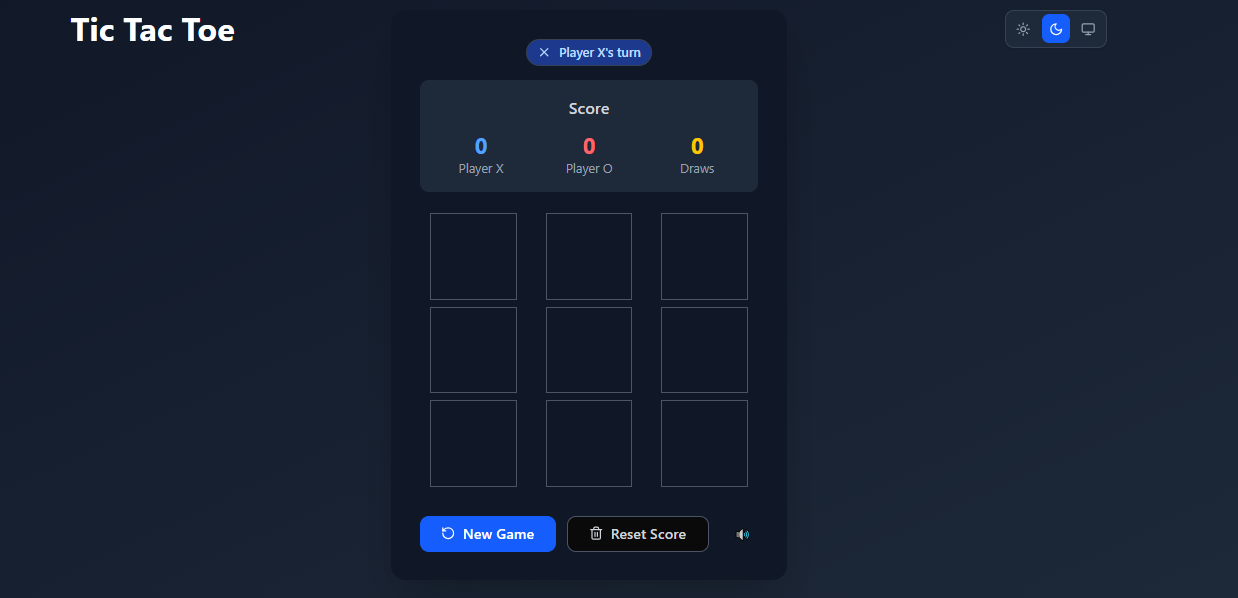 Tic Tac Toe
Player X's turn
Score
0 0 0
Player X Player O Draws
New Game Reset Score